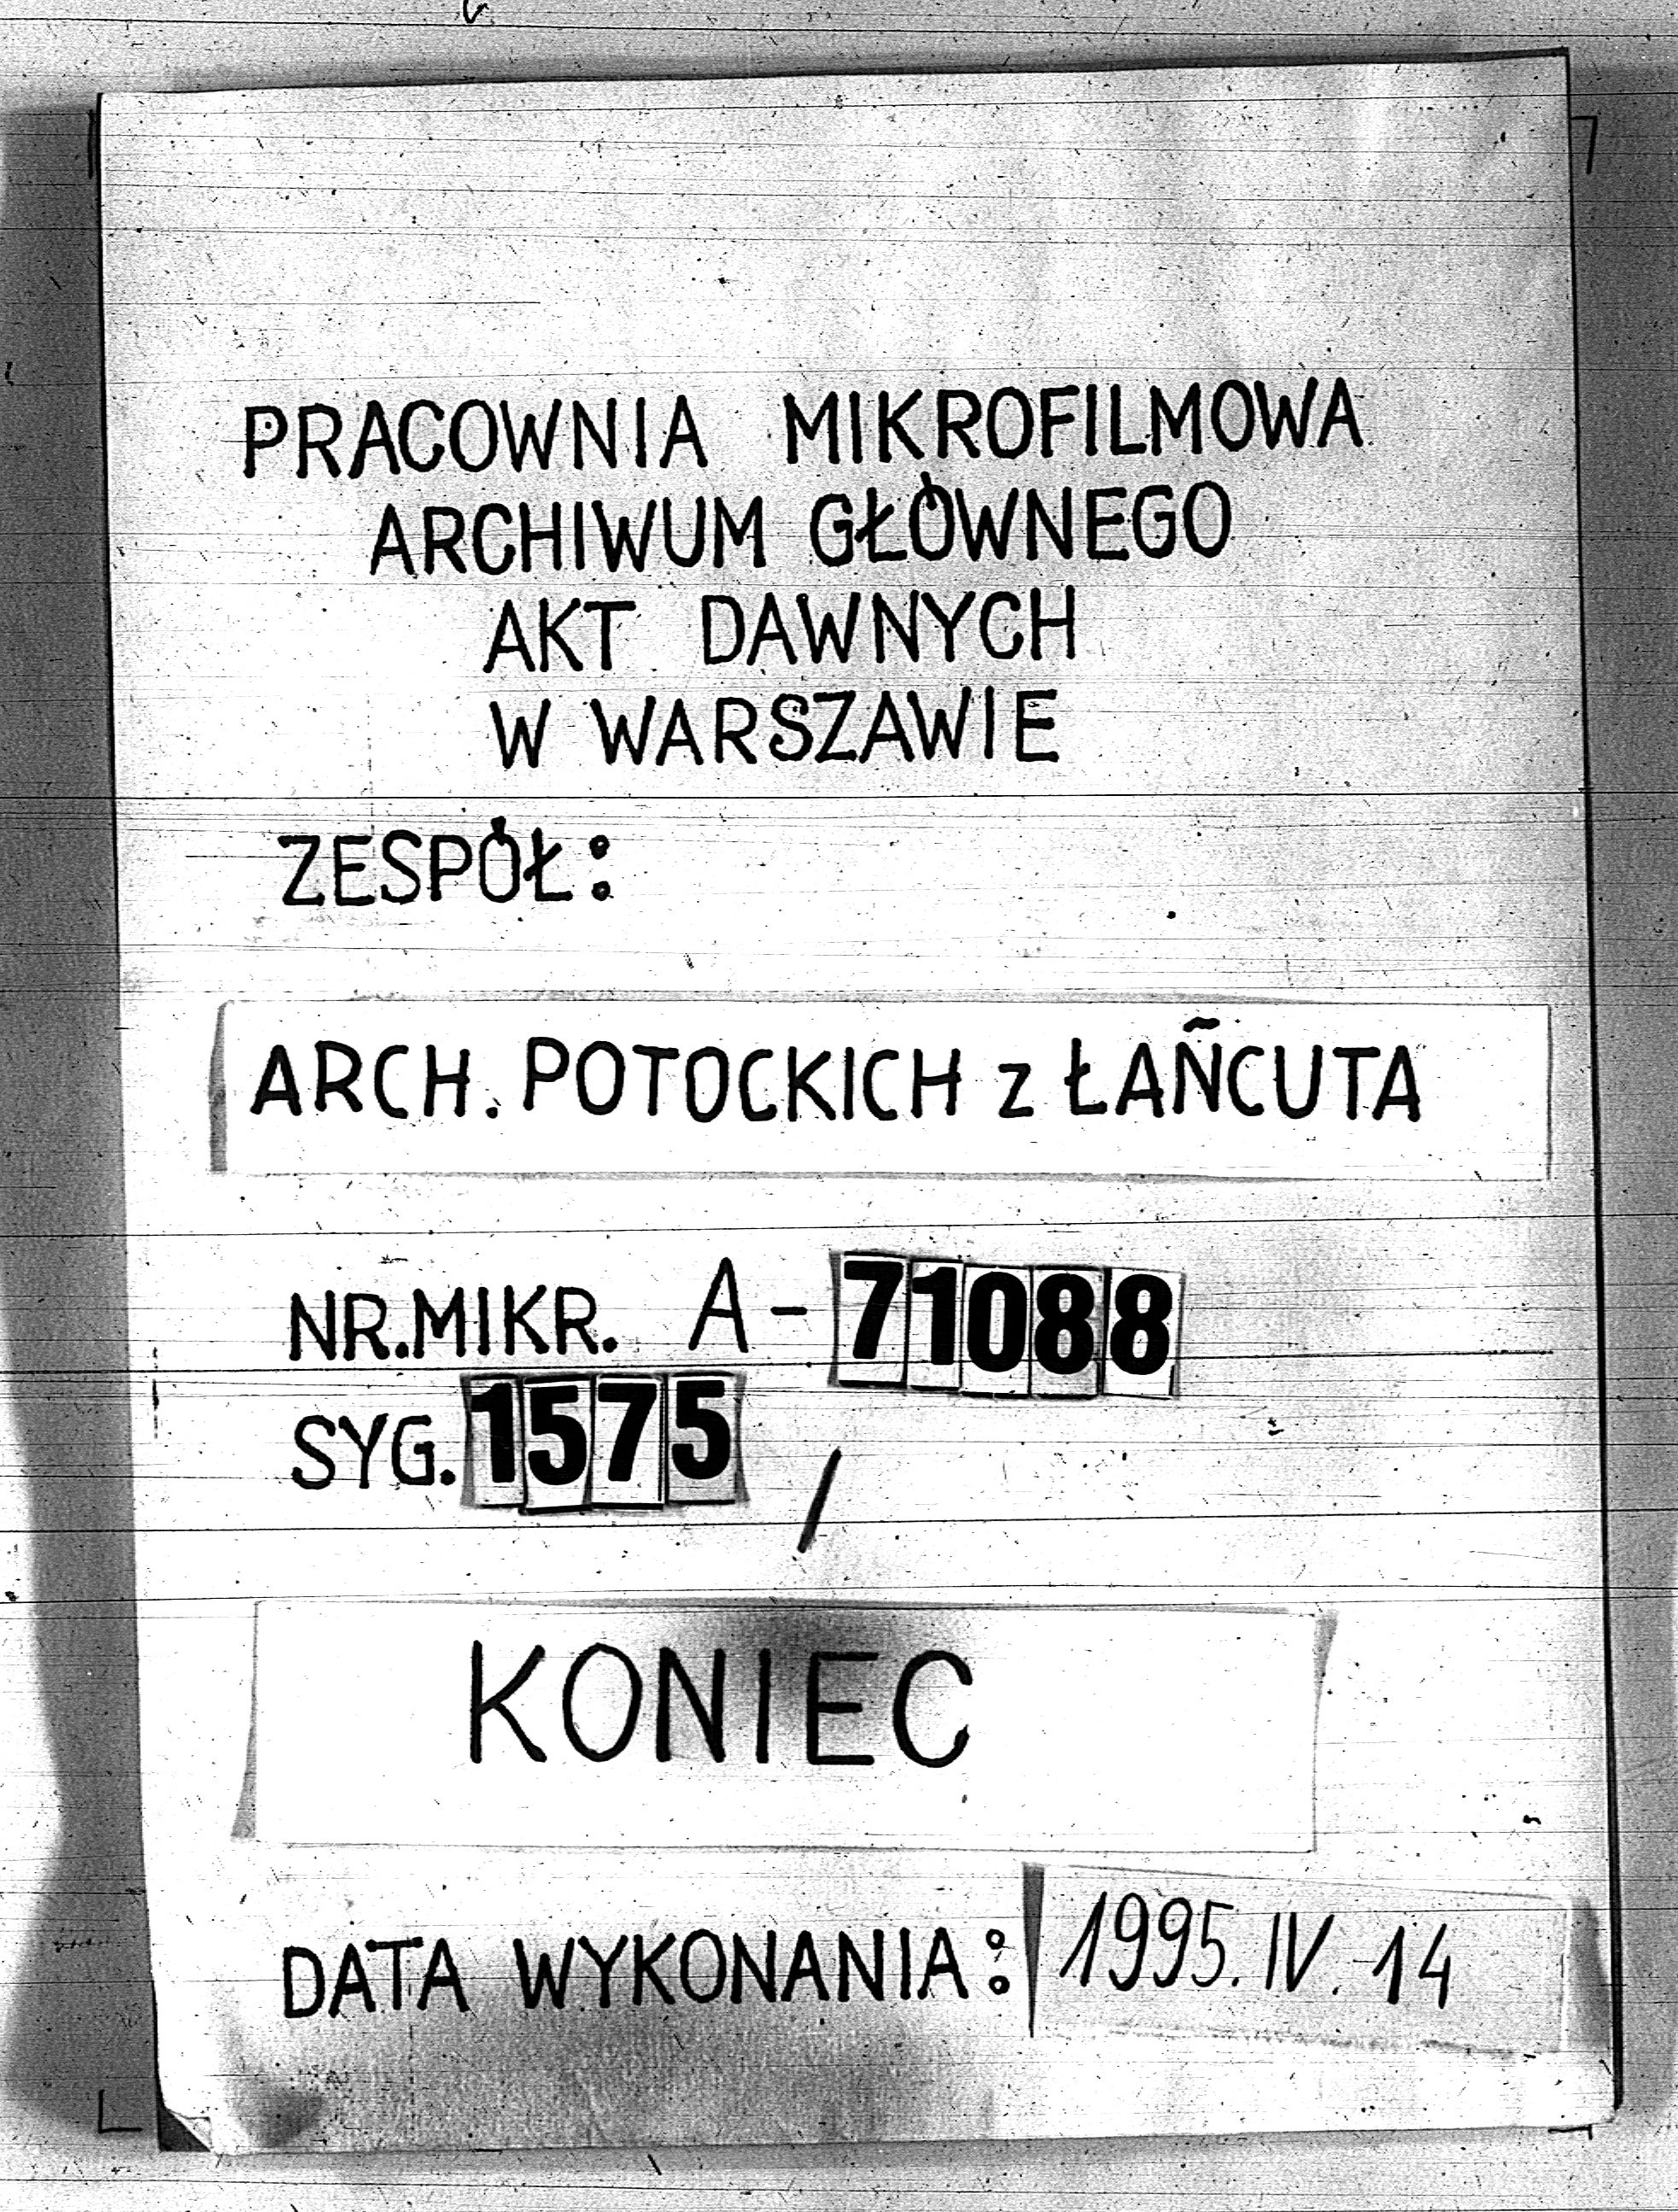 PRACOWNIA MIKROFILMOWA
ARCHIWUM GŁÓWNEGO
AKT DAWNYCH
W WARSZAWIE
ZESPÓŁ:
ARCH. POTOCKICH z ŁAÑCUTA
NR.MIKR. A-71088
SYG. 1575 /
KONIEC
DATA WYKONANIA: 1995.IV.14